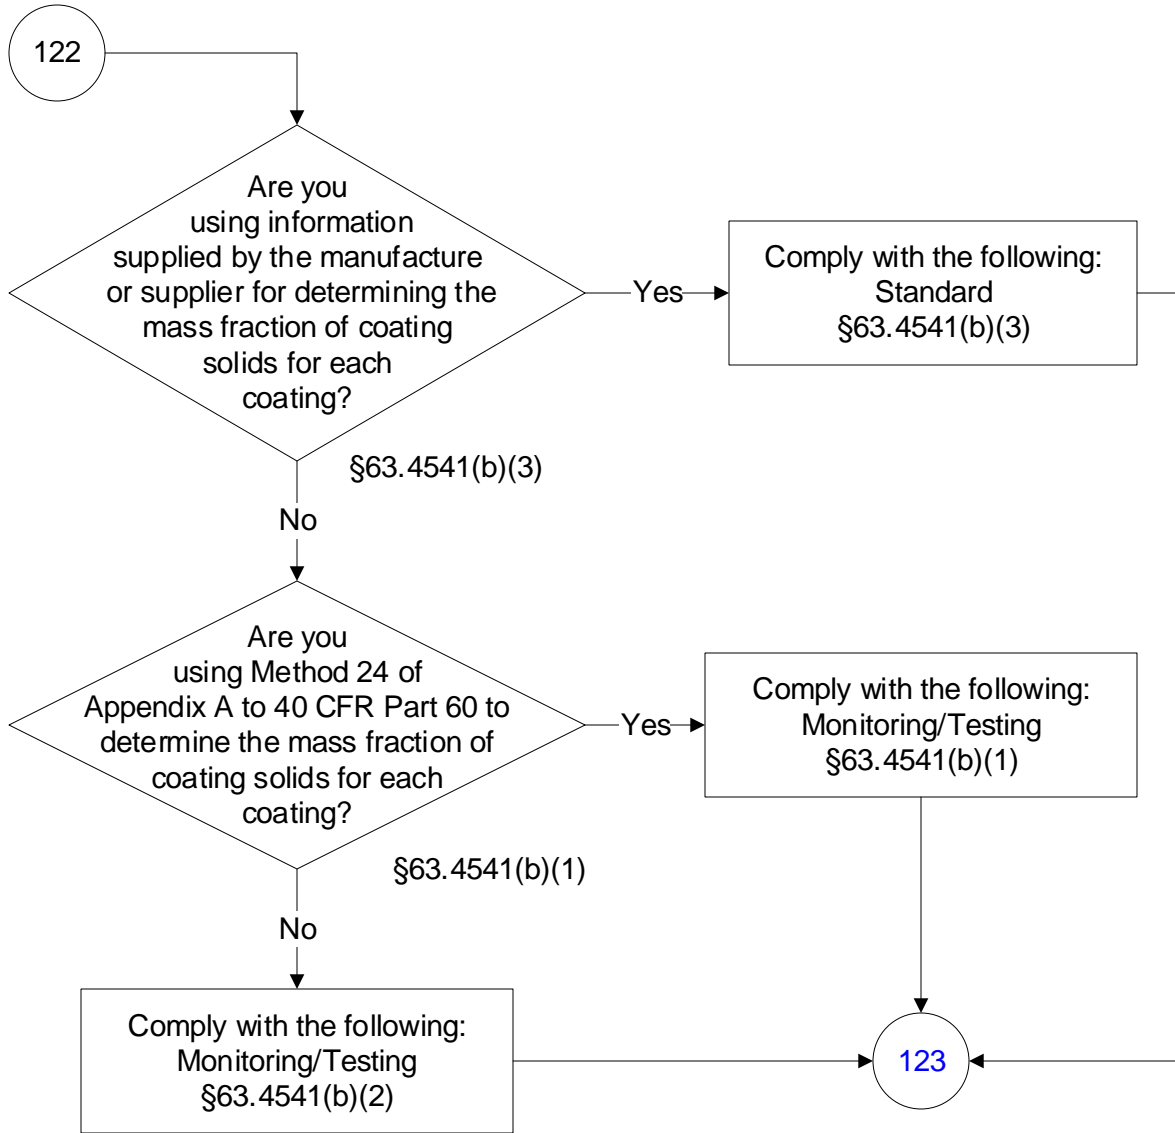 122
Are you
using information
supplied by the manufacture
or supplier for determining the
mass fraction of coating
solids for each
coating?
Yes
Comply with the following:
Standard
§63.4541(b)(3)
§63.4541(b)(3)
No
Are you
using Method 24 of
Appendix A to 40 CFR Part 60 to
determine the mass fraction of
coating solids for each
coating?
Yes
Comply with the following:
Monitoring/Testing
§63.4541(b)(1)
§63.4541(b)(1)
No
Comply with the following:
Monitoring/Testing
§63.4541(b)(2)
123